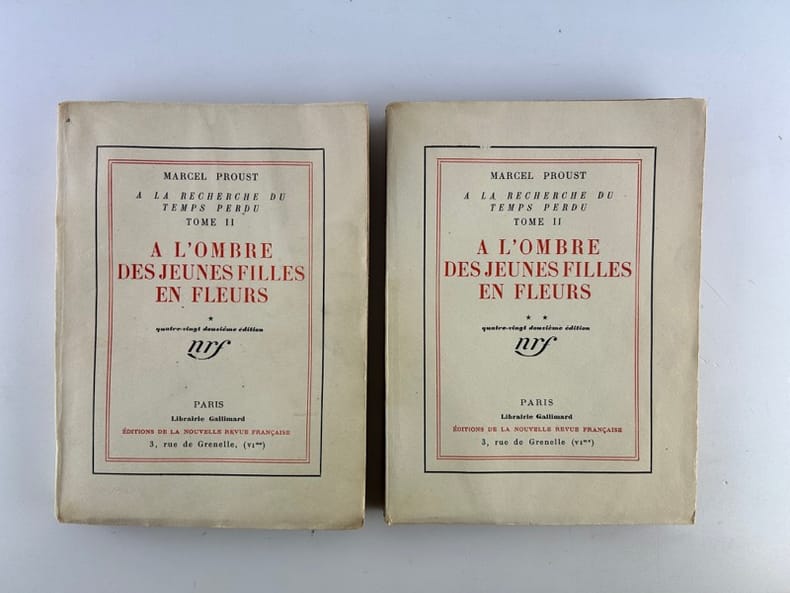 MARCEL PROUST
A LA RECHERCHE DU
TEMPS PERDU
TOME II
A L'OMBRE
DES JEUNES FILLES
EN FLEURS
*
quatre-vingt douzième édition
nrf
PARIS
Librairie Gallimard
ÉDITIONS DE LA NOUVELLE REVUE FRANÇAISE
3, rue de Grenelle, (VIme)
MARCEL PROUST
A LA RECHERCHE DU
TEMPS PERDU
TOME II
A L'OMBRE
DES JEUNES FILLES
EN FLEURS
* *
quatre-vingt douzième édition
nrf
PARIS
Librairie Gallimard
ÉDITIONS DE LA NOUVELLE REVUE FRANÇAISE
3, rue de Grenelle (VIme)